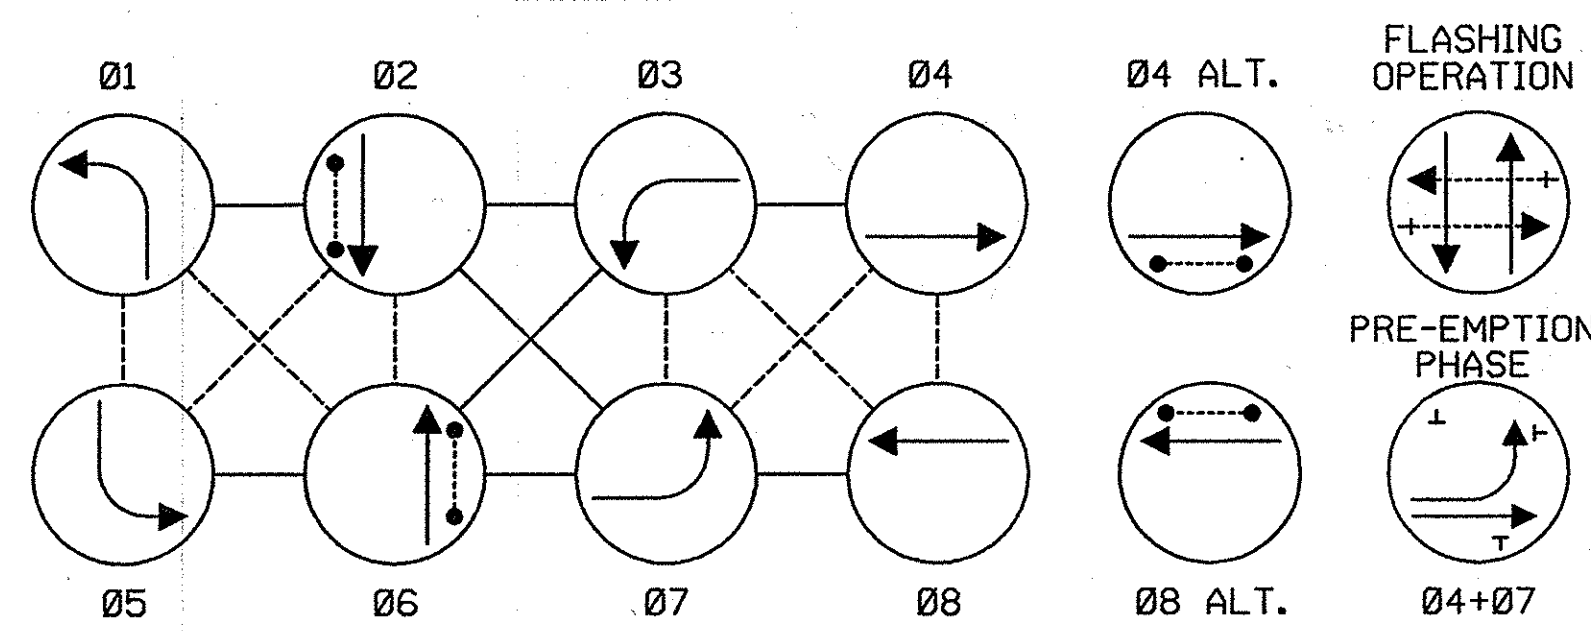 Ø1
Ø2
Ø3
Ø4
Ø4 ALT.
FLASHING
OPERATION
PRE-EMPTION
PHASE
Ø5
Ø6
Ø7
Ø8
Ø8 ALT.
Ø4+Ø7